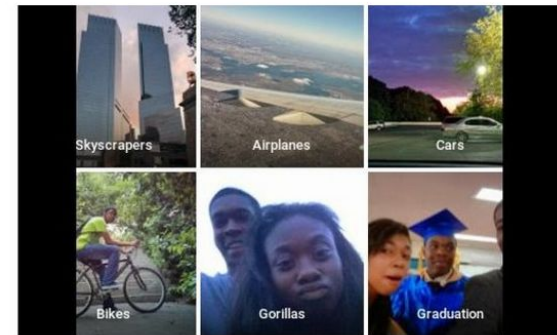 Skyscrapers
Airplanes
Cars
Bikes
Gorillas
Graduation